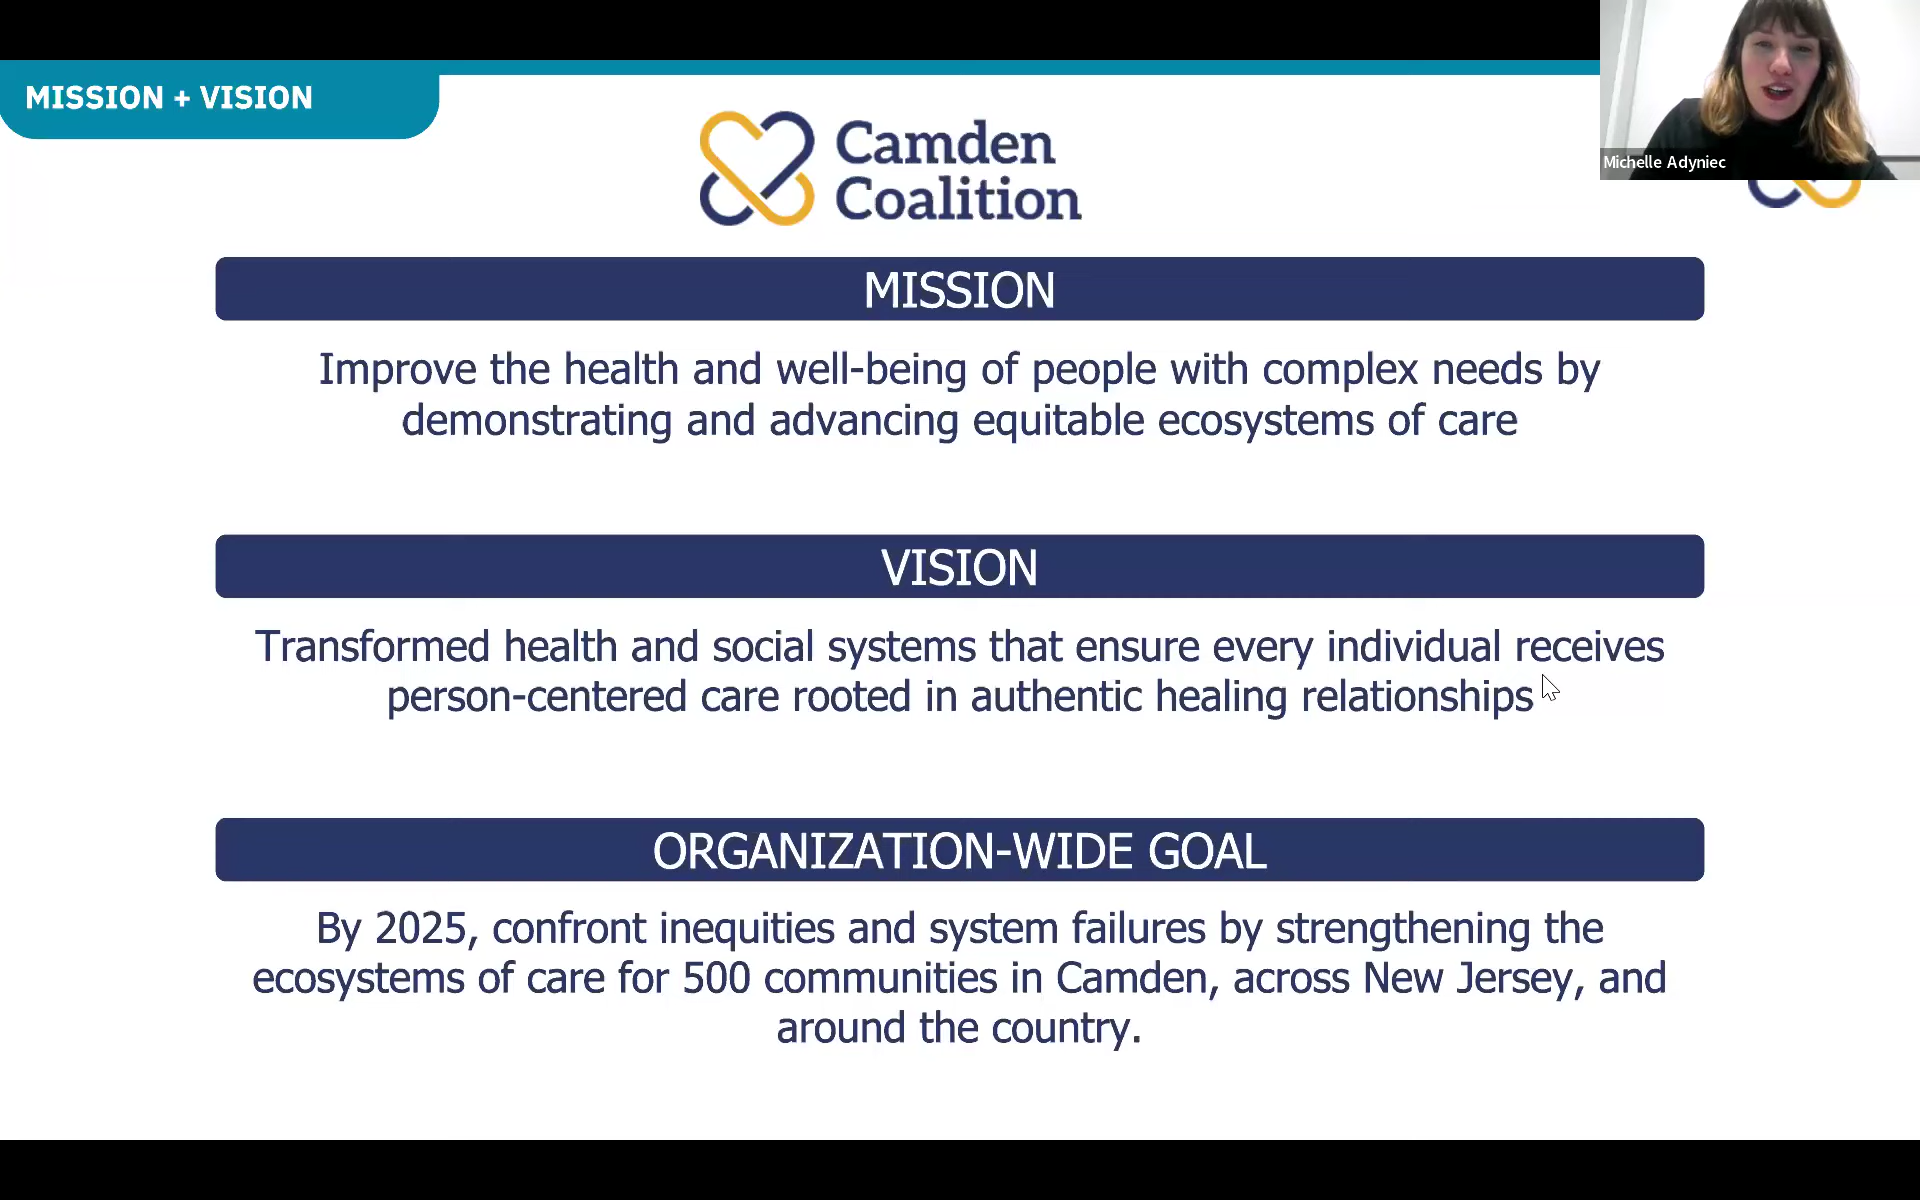 MISSION + VISION
Camden
Coalition
Michelle Adyniec
MISSION
Improve the health and well-being of people with complex needs by
demonstrating and advancing equitable ecosystems of care
VISION
Transformed health and social systems that ensure every individual receives
person-centered care rooted in authentic healing relationships
ORGANIZATION-WIDE GOAL
By 2025, confront inequities and system failures by strengthening the
ecosystems of care for 500 communities in Camden, across New Jersey, and
around the country.